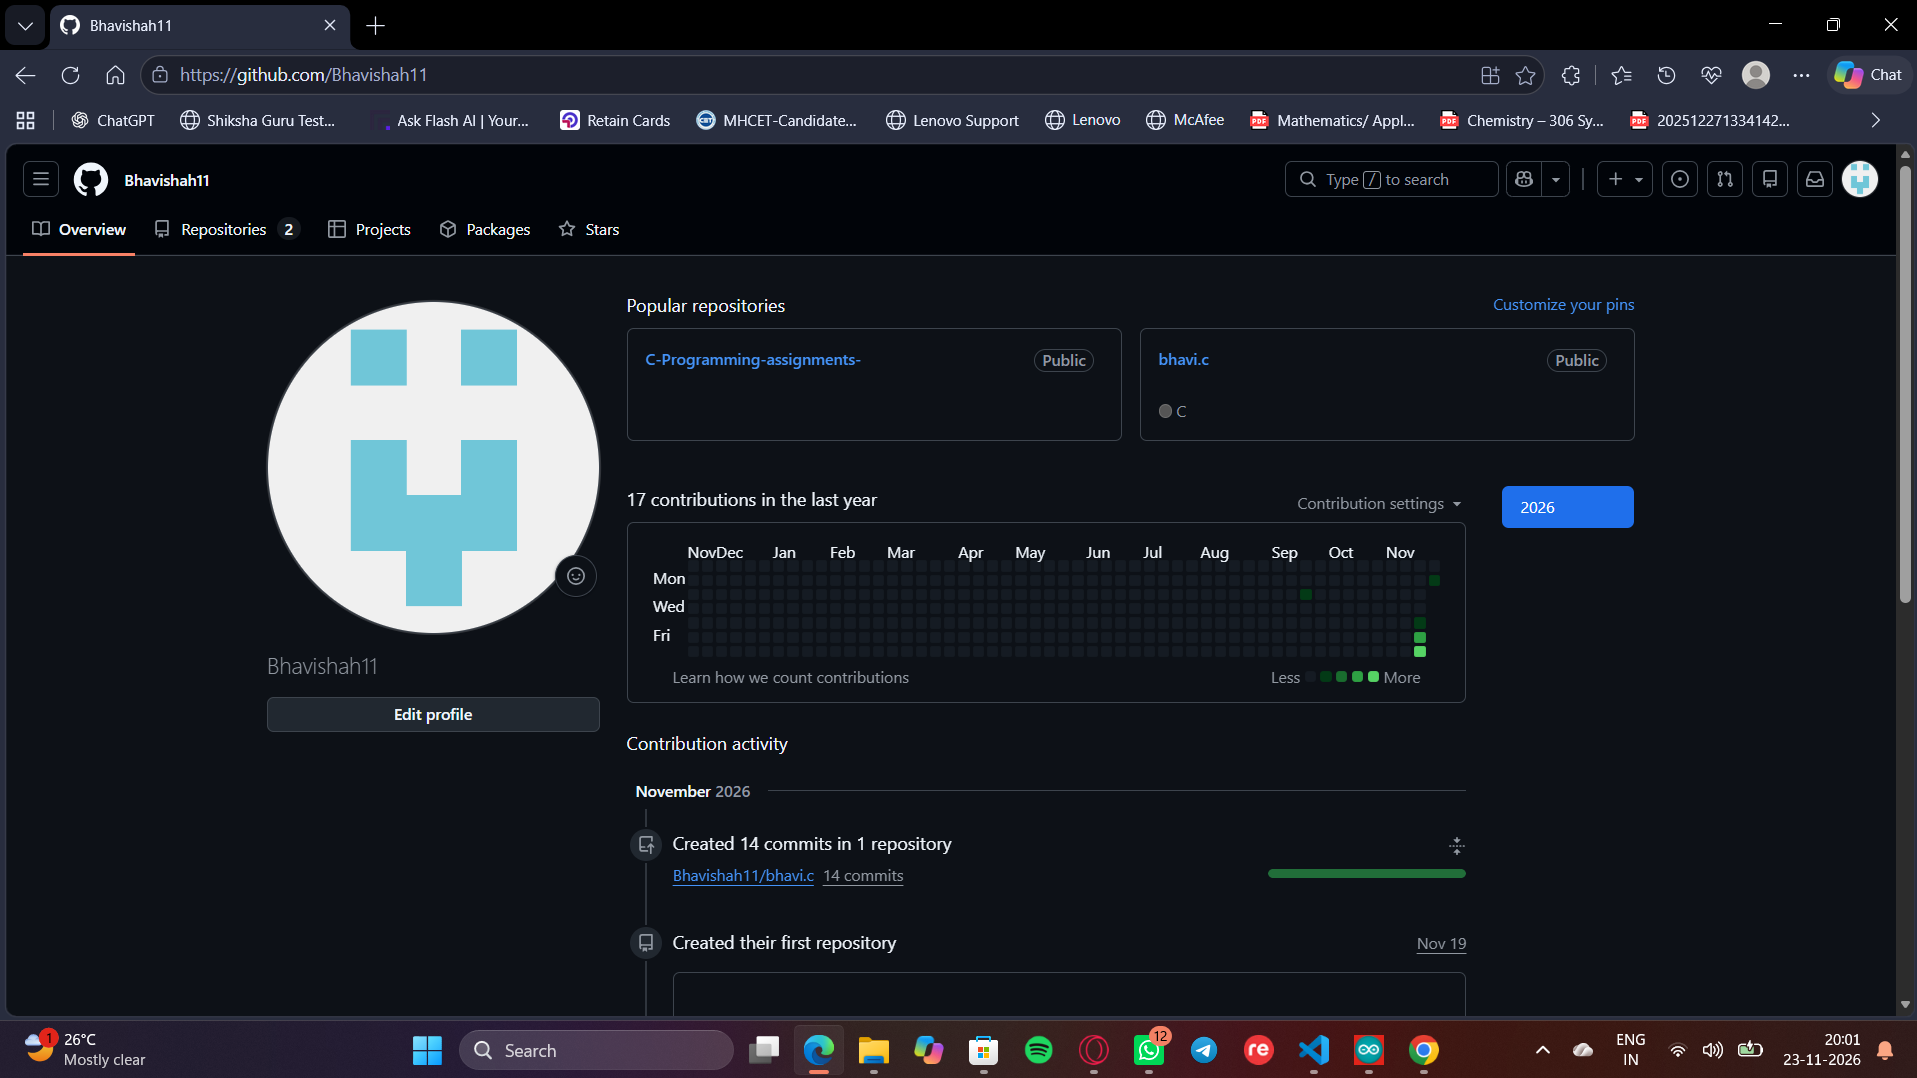 Bhavishah11
https://github.com/Bhavishah11
Chat
ChatGPT
Shiksha Guru Test...
Ask Flash AI | Your...
Retain Cards
MHCET-Candidate...
Lenovo Support
Lenovo
McAfee
Mathematics/ Appl...
Chemistry – 306 Sy...
202512271334142...
Bhavishah11
Type / to search
Overview
Repositories 2
Projects
Packages
Stars
Popular repositories
Customize your pins
C-Programming-assignments-
Public
bhavi.c
Public
C
17 contributions in the last year
Contribution settings
2026
Nov Dec Jan Feb Mar Apr May Jun Jul Aug Sep Oct Nov
Mon
Wed
Fri
Learn how we count contributions
Less
More
Bhavishah11
Edit profile
Contribution activity
November 2026
Created 14 commits in 1 repository
Bhavishah11/bhavi.c 14 commits
Created their first repository
Nov 19
1
26°C
Mostly clear
Search
12
re
ENG
IN
20:01
23-11-2026